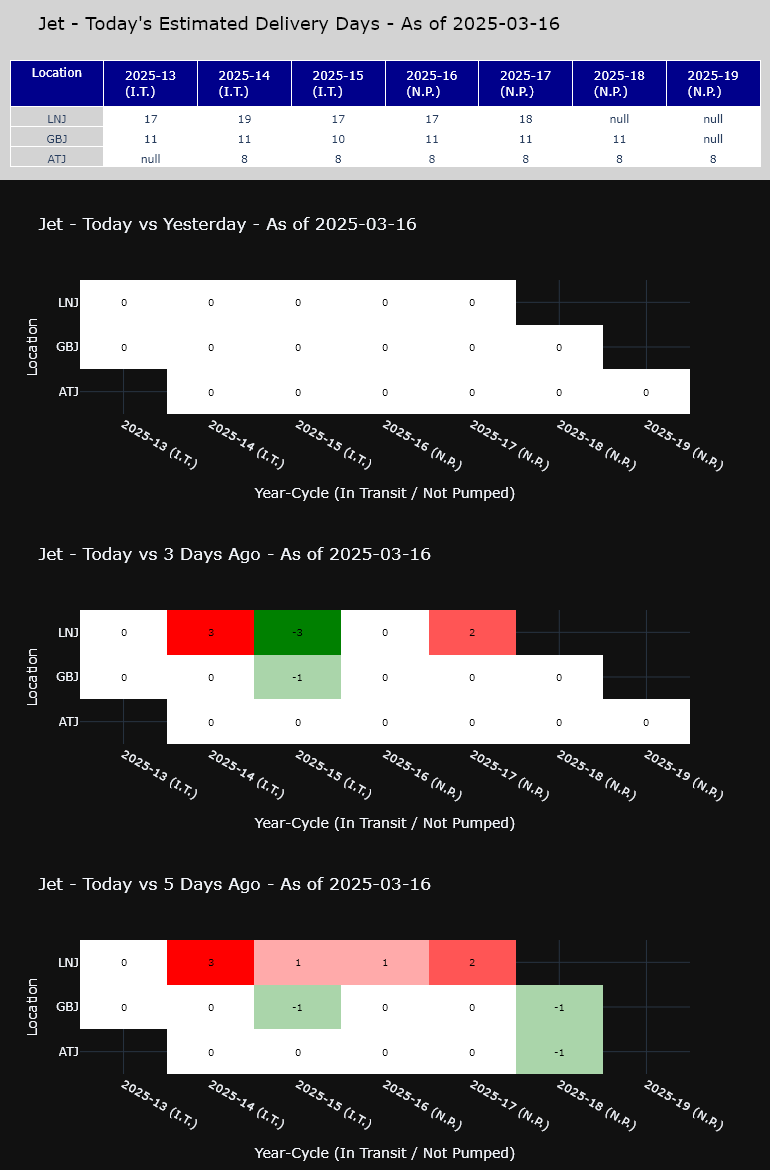 Jet - Today's Estimated Delivery Days - As of 2025-03-16
Location 2025-13 (I.T.) 2025-14 (I.T.) 2025-15 (I.T.) 2025-16 (N.P.) 2025-17 (N.P.) 2025-18 (N.P.) 2025-19 (N.P.)
LNJ 17 19 17 17 18 null null
GBJ 11 11 10 11 11 11 null
ATJ null 8 8 8 8 8 8
Jet - Today vs Yesterday - As of 2025-03-16
Location
LNJ 0 0 0 0 0
GBJ 0 0 0 0 0 0
ATJ 0 0 0 0 0 0
2025-13 (I.T.) 2025-14 (I.T.) 2025-15 (I.T.) 2025-16 (N.P.) 2025-17 (N.P.) 2025-18 (N.P.) 2025-19 (N.P.)
Year-Cycle (In Transit / Not Pumped)
Jet - Today vs 3 Days Ago - As of 2025-03-16
Location
LNJ 0 3 -3 0 2
GBJ 0 0 -1 0 0 0
ATJ 0 0 0 0 0 0
2025-13 (I.T.) 2025-14 (I.T.) 2025-15 (I.T.) 2025-16 (N.P.) 2025-17 (N.P.) 2025-18 (N.P.) 2025-19 (N.P.)
Year-Cycle (In Transit / Not Pumped)
Jet - Today vs 5 Days Ago - As of 2025-03-16
Location
LNJ 0 3 1 1 2
GBJ 0 0 -1 0 0 -1
ATJ 0 0 0 0 -1
2025-13 (I.T.) 2025-14 (I.T.) 2025-15 (I.T.) 2025-16 (N.P.) 2025-17 (N.P.) 2025-18 (N.P.) 2025-19 (N.P.)
Year-Cycle (In Transit / Not Pumped)